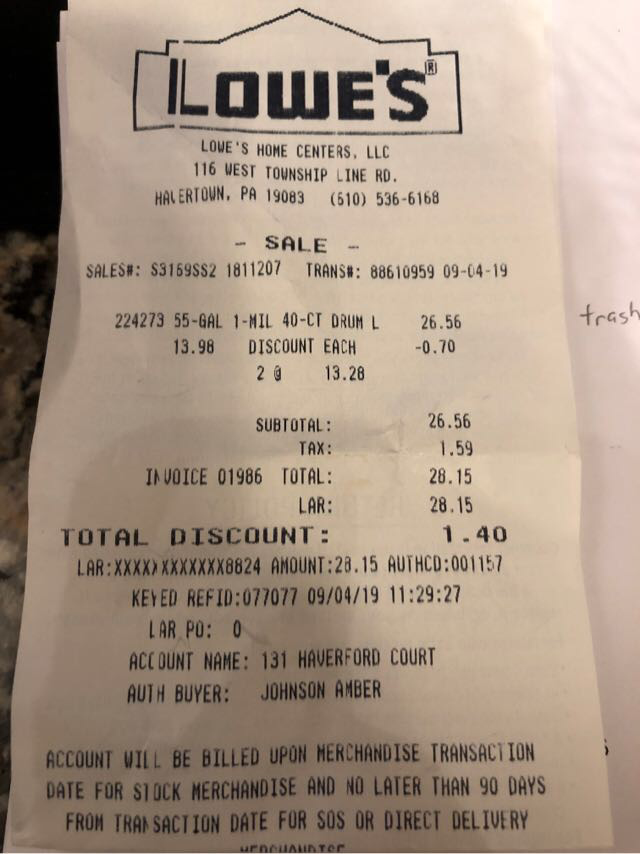 LOWE'S®
LOWE'S HOME CENTERS, LLC
116 WEST TOWNSHIP LINE RD.
HAVERTOWN, PA 19083 (610) 536-6168
- SALE -
SALES#: S3169SS2 1811207 TRANS#: 88610959 09-04-19
224273 55-GAL 1-MIL 40-CT DRUM L 26.56
13.98 DISCOUNT EACH -0.70
2 @ 13.28
SUBTOTAL: 26.56
TAX: 1.59
INVOICE 01986 TOTAL: 28.15
LAR: 28.15
TOTAL DISCOUNT: 1.40
LAR:XXXXXXXXXXXX8824 AMOUNT:28.15 AUTHCD:001157
KEYED REFID:077077 09/04/19 11:29:27
LAR PO: 0
ACCOUNT NAME: 131 HAVERFORD COURT
AUTH BUYER: JOHNSON AMBER
ACCOUNT WILL BE BILLED UPON MERCHANDISE TRANSACTION
DATE FOR STOCK MERCHANDISE AND NO LATER THAN 90 DAYS
FROM TRANSACTION DATE FOR SOS OR DIRECT DELIVERY
MERCHANDISE
trash